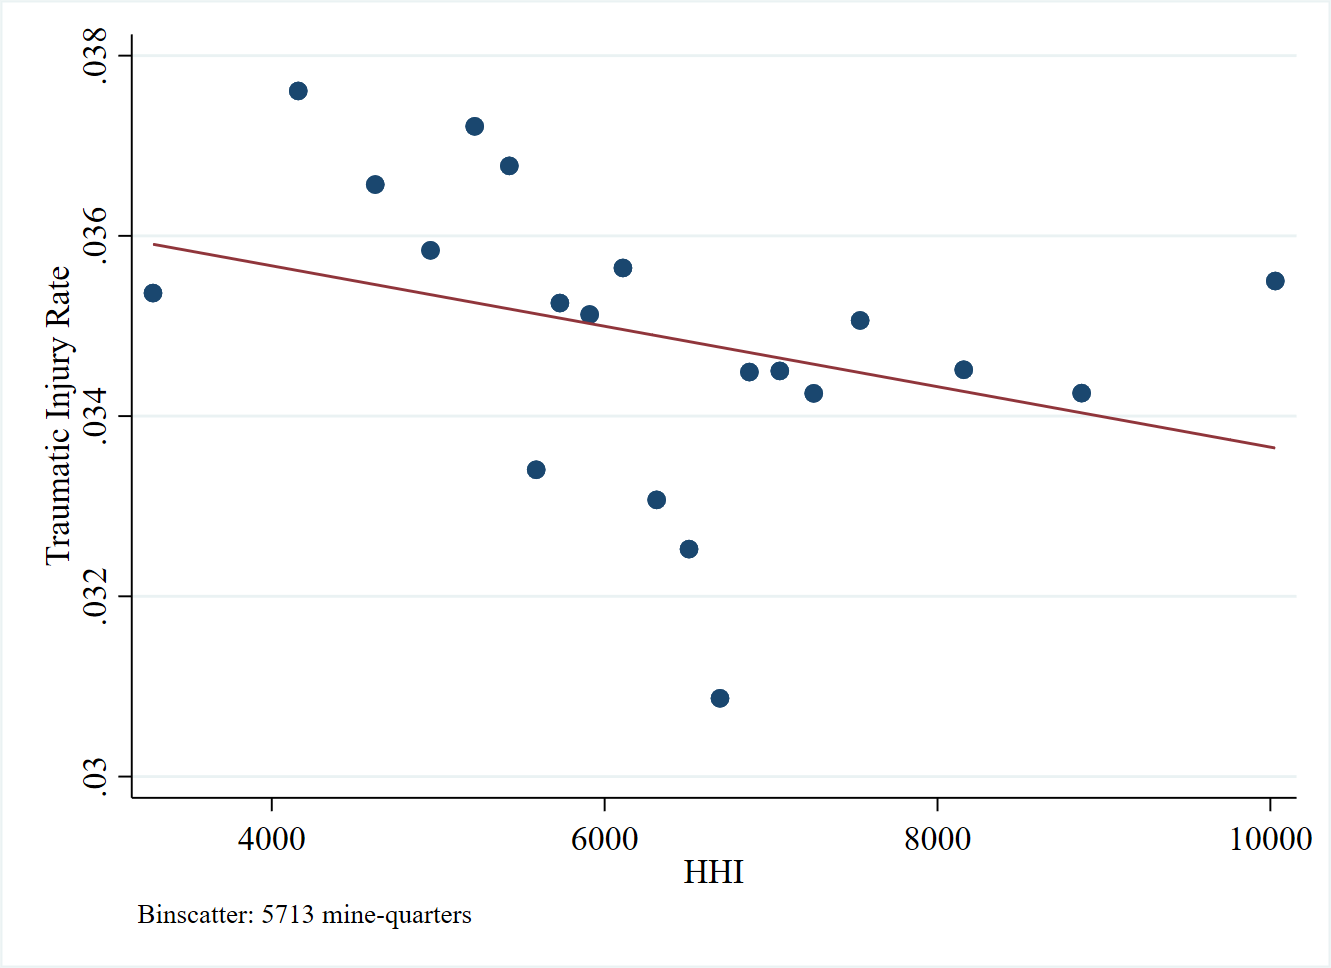 .038
.036
.034
.032
.03
Traumatic Injury Rate
4000 6000 8000 10000
HHI
Binscatter: 5713 mine-quarters